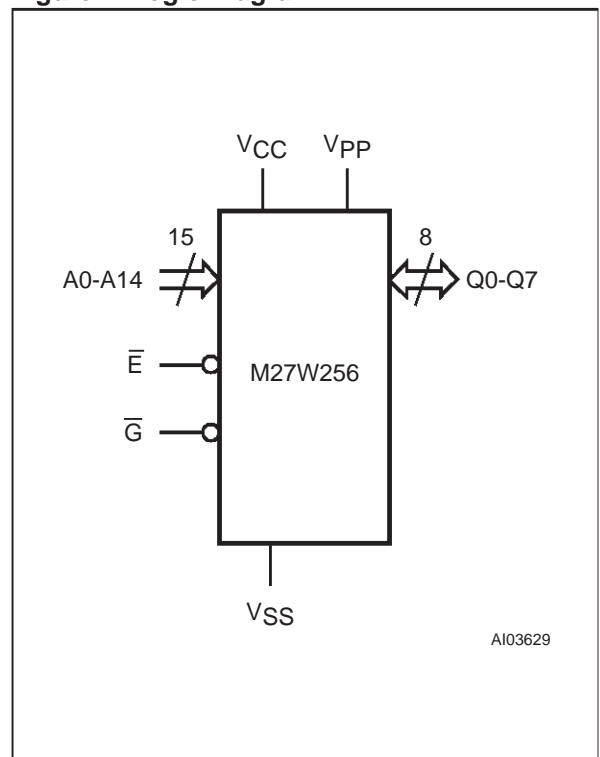 VCC VPP
15 8
A0-A14 Q0-Q7
E̅ M27W256
G̅
VSS
AI03629